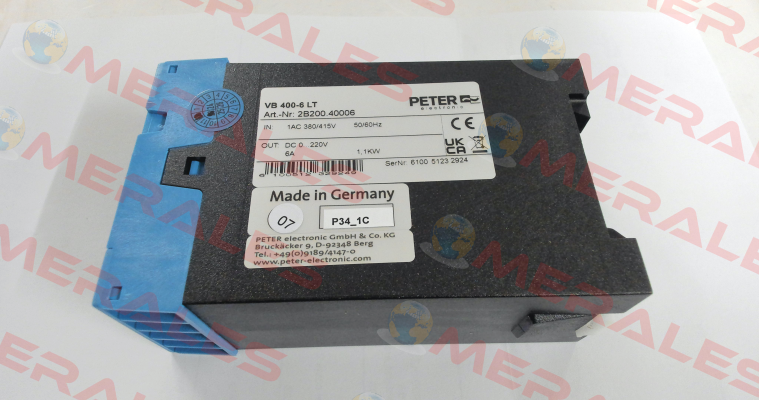 VB 400-6 LT
Art.-Nr: 2B200.40006
PETER
electronic
IN 1AC 380/415V 50/60Hz
OUT DC 0 220V
6A 1,1KW
CE
UK CA
SerNr 6100 5123 2924
Made in Germany
07
P34_1C
PETER electronic GmbH & Co. KG
Bruckäcker 9, D-92348 Berg
Tel.: +49(0)9189/4147-0
www.peter-electronic.com
MERALES
MERALES
MERALES
MERALES
MERALES